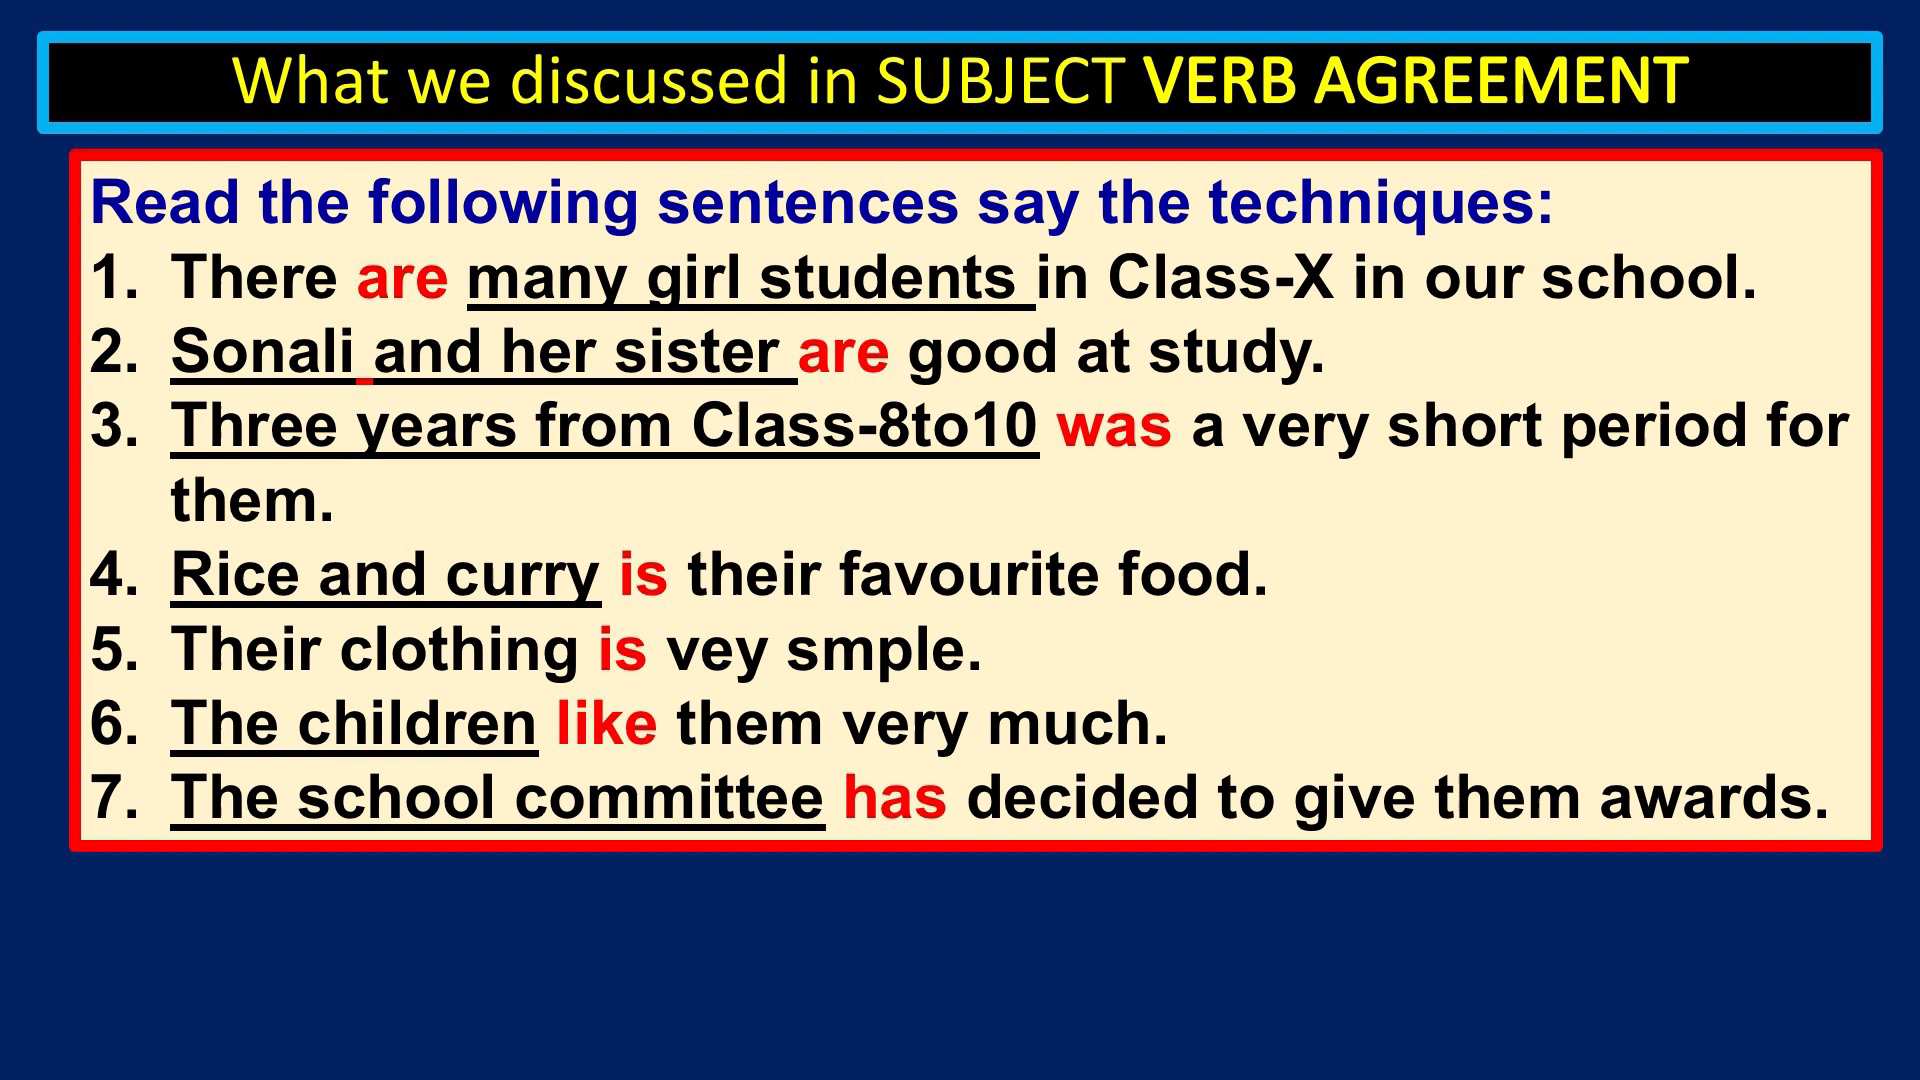 What we discussed in SUBJECT VERB AGREEMENT
Read the following sentences say the techniques:
1. There are many girl students in Class-X in our school.
2. Sonali and her sister are good at study.
3. Three years from Class-8to10 was a very short period for
them.
4. Rice and curry is their favourite food.
5. Their clothing is vey smple.
6. The children like them very much.
7. The school committee has decided to give them awards.